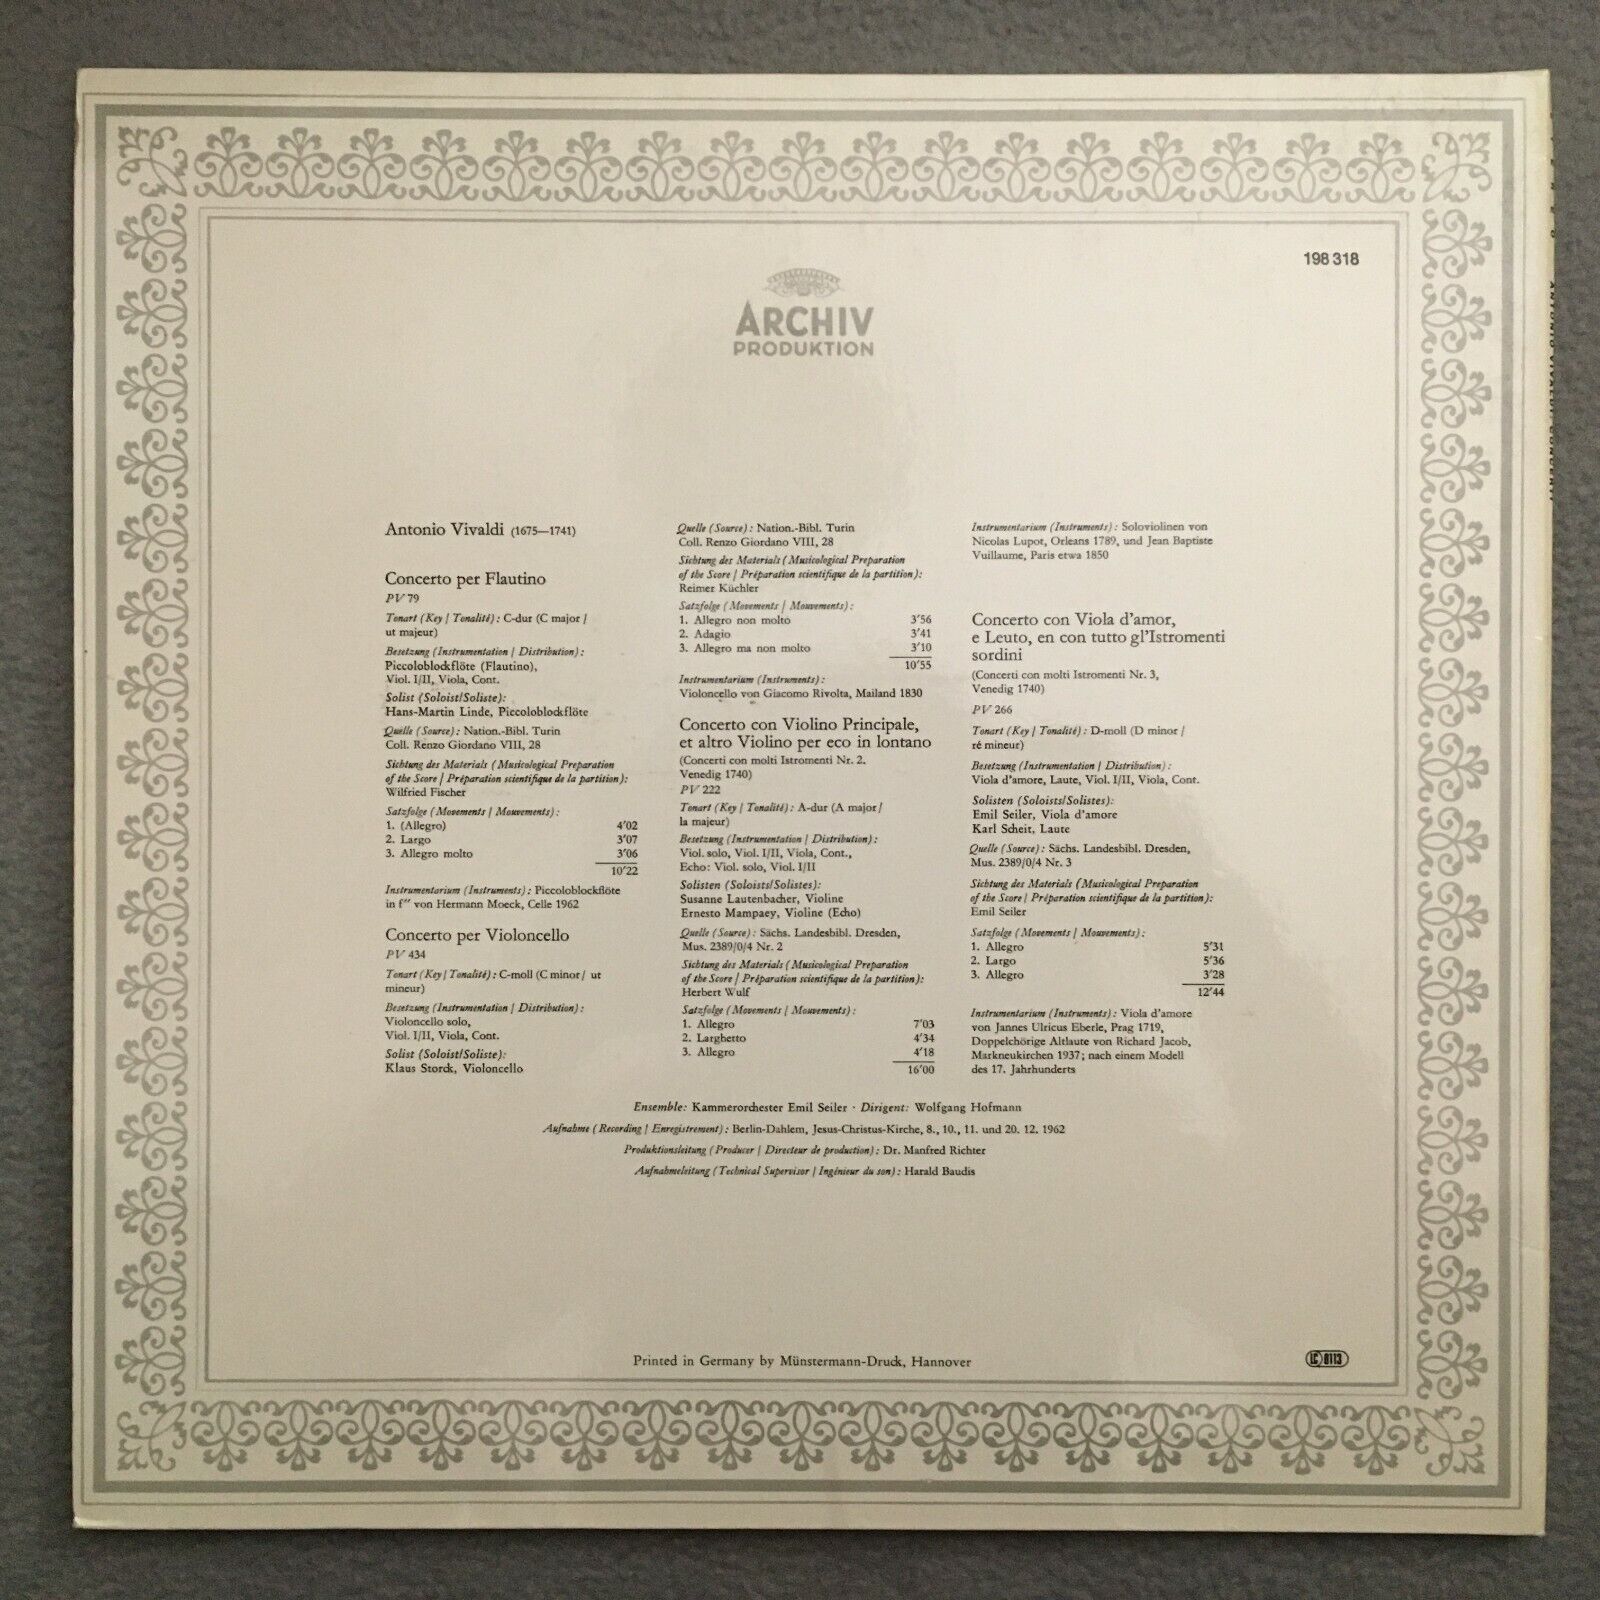 198 318
ARCHIV
PRODUKTION
Antonio Vivaldi (1675—1741)
Concerto per Flautino
PV 79
Tonart (Key | Tonalité): C-dur (C major |
ut majeur)
Besetzung (Instrumentation | Distribution):
Piccoloblockflöte (Flautino),
Viol. I/II, Viola, Cont.
Solist (Soloist/Soliste):
Hans-Martin Linde, Piccoloblockflöte
Quelle (Source): Nation.-Bibl. Turin
Coll. Renzo Giordano VIII, 28
Sichtung des Materials (Musicological Preparation
of the Score | Préparation scientifique de la partition):
Wilfried Fischer
Satzfolge (Movements | Mouvements):
1. (Allegro) 4'02
2. Largo 3'07
3. Allegro molto 3'06
10'22
Instrumentarium (Instruments): Piccoloblockflöte
in f''' von Hermann Moeck, Celle 1962
Concerto per Violoncello
PV 434
Tonart (Key | Tonalité): C-moll (C minor | ut
mineur)
Besetzung (Instrumentation | Distribution):
Violoncello solo,
Viol. I/II, Viola, Cont.
Solist (Soloist/Soliste):
Klaus Storck, Violoncello
Quelle (Source): Nation.-Bibl. Turin
Coll. Renzo Giordano VIII, 28
Sichtung des Materials (Musicological Preparation
of the Score | Préparation scientifique de la partition):
Reimer Küchler
Satzfolge (Movements | Mouvements):
1. Allegro non molto 3'56
2. Adagio 3'41
3. Allegro ma non molto 3'10
10'55
Instrumentarium (Instruments):
Violoncello von Giacomo Rivolta, Mailand 1830
Concerto con Violino Principale,
et altro Violino per eco in lontano
(Concerti con molti Istromenti Nr. 2.
Venedig 1740)
PV 222
Tonart (Key | Tonalité): A-dur (A major |
la majeur)
Besetzung (Instrumentation | Distribution):
Viol. solo, Viol. I/II, Viola, Cont.,
Echo: Viol. solo, Viol. I/II
Solisten (Soloists/Solistes):
Susanne Lautenbacher, Violine
Ernesto Mampaey, Violine (Echo)
Quelle (Source): Sächs. Landesbibl. Dresden,
Mus. 2389/0/4 Nr. 2
Sichtung des Materials (Musicological Preparation
of the Score | Préparation scientifique de la partition):
Herbert Wulf
Satzfolge (Movements | Mouvements):
1. Allegro 7'03
2. Larghetto 4'34
3. Allegro 4'18
16'00
Instrumentarium (Instruments): Soloviolinen von
Nicolas Lupot, Orleans 1789, und Jean Baptiste
Vuillaume, Paris etwa 1850
Concerto con Viola d'amor,
e Leuto, en con tutto gl'Istromenti
sordini
(Concerti con molti Istromenti Nr. 3,
Venedig 1740)
PV 266
Tonart (Key | Tonalité): D-moll (D minor |
ré mineur)
Besetzung (Instrumentation | Distribution):
Viola d'amore, Laute, Viol. I/II, Viola, Cont.
Solisten (Soloists/Solistes):
Emil Seiler, Viola d'amore
Karl Scheit, Laute
Quelle (Source): Sächs. Landesbibl. Dresden,
Mus. 2389/0/4 Nr. 3
Sichtung des Materials (Musicological Preparation
of the Score | Préparation scientifique de la partition):
Emil Seiler
Satzfolge (Movements | Mouvements):
1. Allegro 5'31
2. Largo 5'36
3. Allegro 3'28
12'44
Instrumentarium (Instruments): Viola d'amore
von Jannes Ulricus Eberle, Prag 1719,
Doppelchörige Altlaute von Richard Jacob,
Markneukirchen 1937; nach einem Modell
des 17. Jahrhunderts
Ensemble: Kammerorchester Emil Seiler · Dirigent: Wolfgang Hofmann
Aufnahme (Recording | Enregistrement): Berlin-Dahlem, Jesus-Christus-Kirche, 8., 10., 11. und 20. 12. 1962
Produktionsleitung (Producer | Directeur de production): Dr. Manfred Richter
Aufnahmeleitung (Technical Supervisor | Ingénieur du son): Harald Baudis
Printed in Germany by Münstermann-Druck, Hannover
LC 0113
ANTONIO VIVALDI CONCERTI